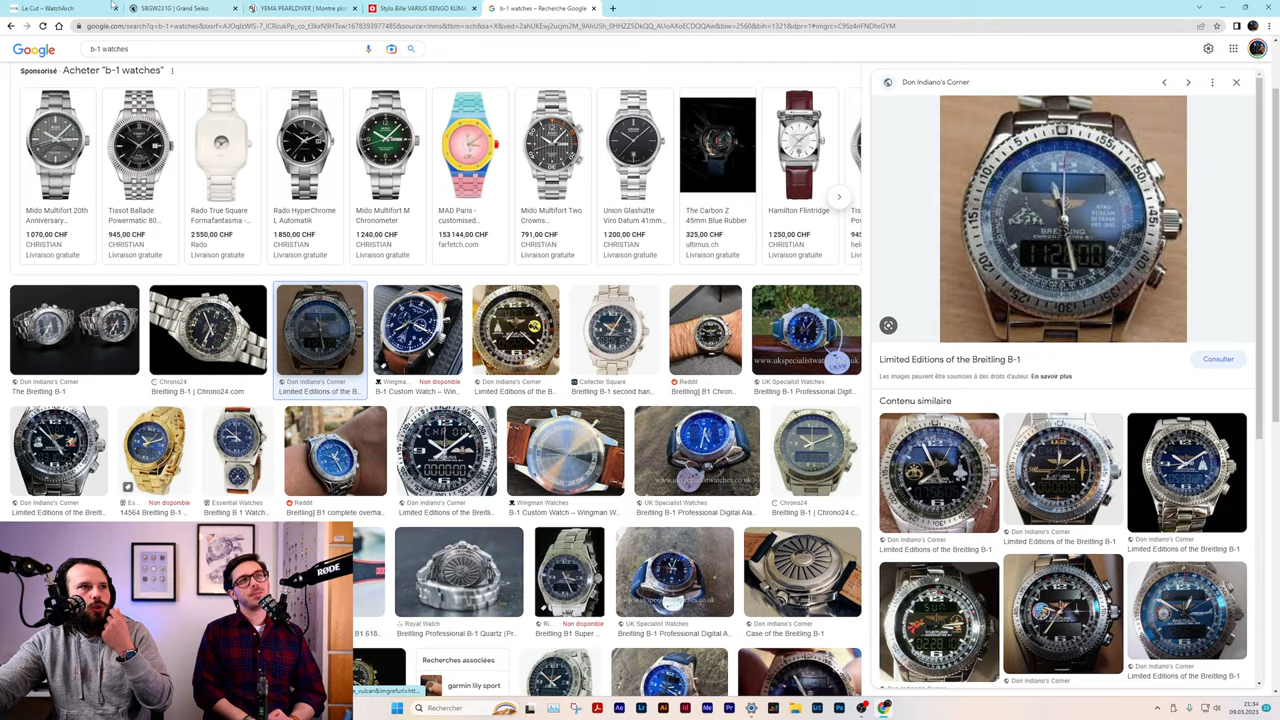 Le Cut – WatchArch
SBGW231G | Grand Seiko
YEMA PEARLDIVER | Montre plon
Stylo Bille VARIUS KENGO KUMA
b-1 watches – Recherche Google
b-1 watches
Google
Sponsorisé · Acheter "b-1 watches"
Mido Multifort 20th Anniversary...
1 070,00 CHF
CHRISTIAN
Livraison gratuite
Tissot Ballade Powermatic 80...
945,00 CHF
CHRISTIAN
Livraison gratuite
Rado True Square Formafantasma -...
2 550,00 CHF
Rado
Livraison gratuite
Rado HyperChrome L Automatik
1 850,00 CHF
CHRISTIAN
Livraison gratuite
Mido Multifort M Chronometer
1 240,00 CHF
CHRISTIAN
Livraison gratuite
MAD Paris - customised...
153 144,00 CHF
farfetch.com
Mido Multifort Two Crowns...
791,00 CHF
CHRISTIAN
Livraison gratuite
Union Glashütte Viro Datum 41mm...
1 200,00 CHF
CHRISTIAN
Livraison gratuite
The Carbon Z 45mm Blue Rubber
325,00 CHF
ultimus.ch
Livraison gratuite
Hamilton Flintridge
1 250,00 CHF
CHRISTIAN
Livraison gratuite
Don Indiano's Corner
The Breitling B-1
Chrono24
Breitling B-1 | Chrono24.com
Don Indiano's Corner
Limited Editions of the B...
Wingma... Non disponible
B-1 Custom Watch – Win...
Don Indiano's Corner
Limited Editions of the B...
Collector Square
Breitling B-1 second han...
Reddit
Breitling] B1 Chron...
UK Specialist Watches
B-1 Professional Digit...
Don Indiano's Corner
Limited Editions of the Breitli...
Es... Non disponible
14564 Breitling B-1 ...
Essential Watches
Breitling B 1 Watch
Reddit
Breitling] B1 complete overha...
Don Indiano's Corner
Limited Editions of the Breitli...
Wingman Watches
B-1 Custom Watch – Wingman W...
UK Specialist Watches
Breitling B-1 Professional Digital Ala...
Chrono24
Breitling B-1 | Chrono24.c...
B1.618...
Royal Watch
Breitling Professional B-1 Quartz (Pr...
Ri... Non disponible
Breitling B1 Super ...
UK Specialist Watches
Breitling B-1 Professional Digital A...
Don Indiano's Corner
Case of the Breitling B-1
Recherches associées
garmin lily sport
Don Indiano's Corner
BREITLING
Limited Editions of the Breitling B-1
Consulter
Les images peuvent être soumises à des droits d'auteur. En savoir plus
Contenu similaire
Don Indiano's Corner
Limited Editions of the Breitling B-1
Don Indiano's Corner
Limited Editions of the Breitling B-1
Don Indiano's Corner
Limited Editions of the Breitling B-1
Don Indiano's Corner
Don Indiano's Corner
Don Indiano's Corner
Limited Editions of the Breitling B-1
RØDE
Rechercher
21:34
09.03.2023